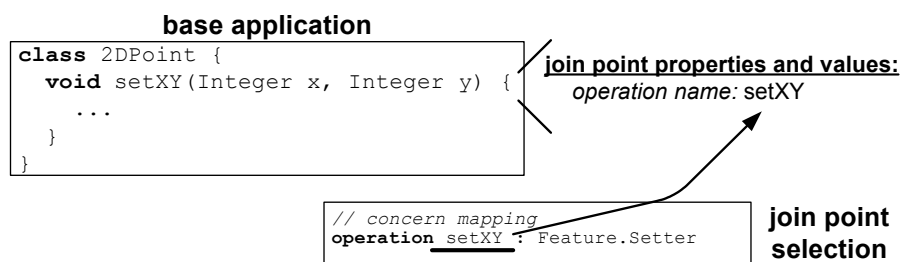 base application
class 2DPoint {
void setXY(Integer x, Integer y) {
...
}
}
join point properties and values:
operation name: setXY
// concern mapping
operation setXY : Feature.Setter
join point
selection